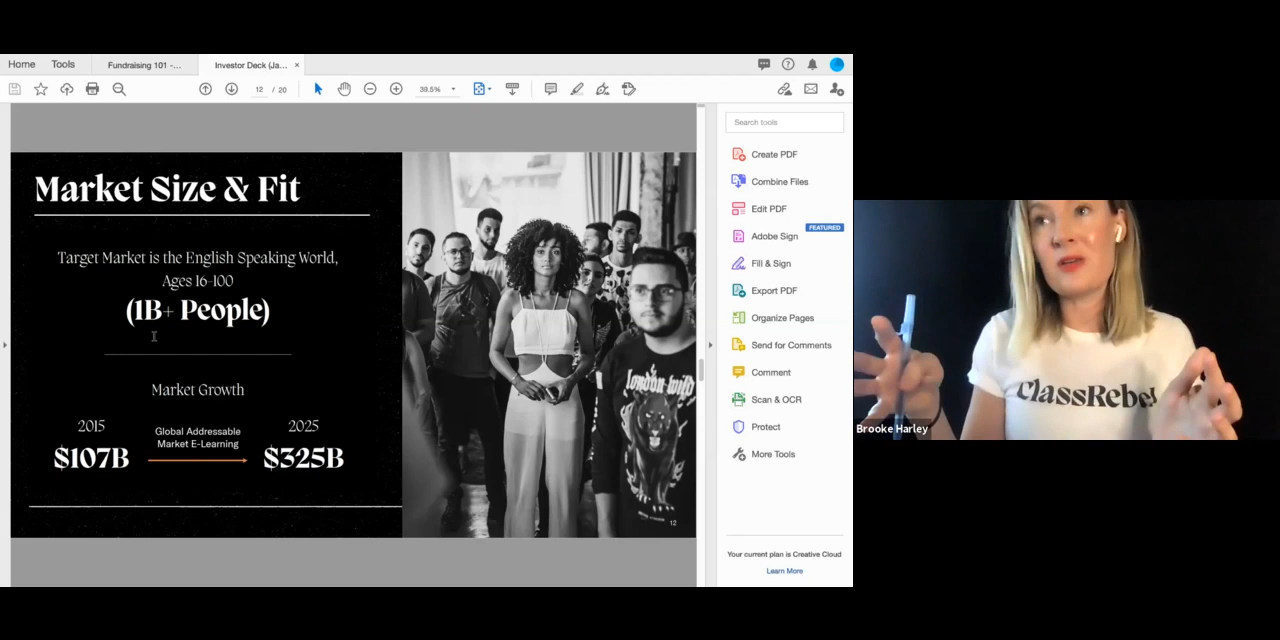 Home
Tools
Fundraising 101 -...
Investor Deck (Ja...
×
12 / 20
39.5%
Market Size & Fit
Target Market is the English Speaking World,
Ages 16-100
(1B+ People)
Market Growth
2015
Global Addressable
Market E-Learning
2025
$107B
$325B
london wild
12
Search tools
Create PDF
Combine Files
Edit PDF
FEATURED
Adobe Sign
Fill & Sign
Export PDF
Organize Pages
Send for Comments
Comment
Scan & OCR
Protect
More Tools
Your current plan is Creative Cloud
Learn More
classRebel
Brooke Harley